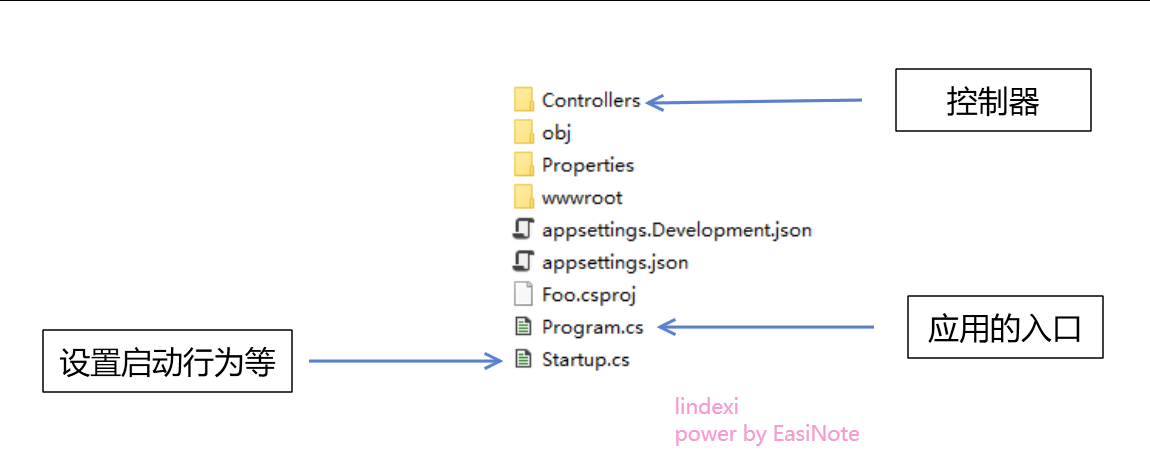 Controllers
控制器
obj
Properties
wwwroot
appsettings.Development.json
appsettings.json
Foo.csproj
Program.cs
应用的入口
设置启动行为等
Startup.cs
lindexi
power by EasiNote